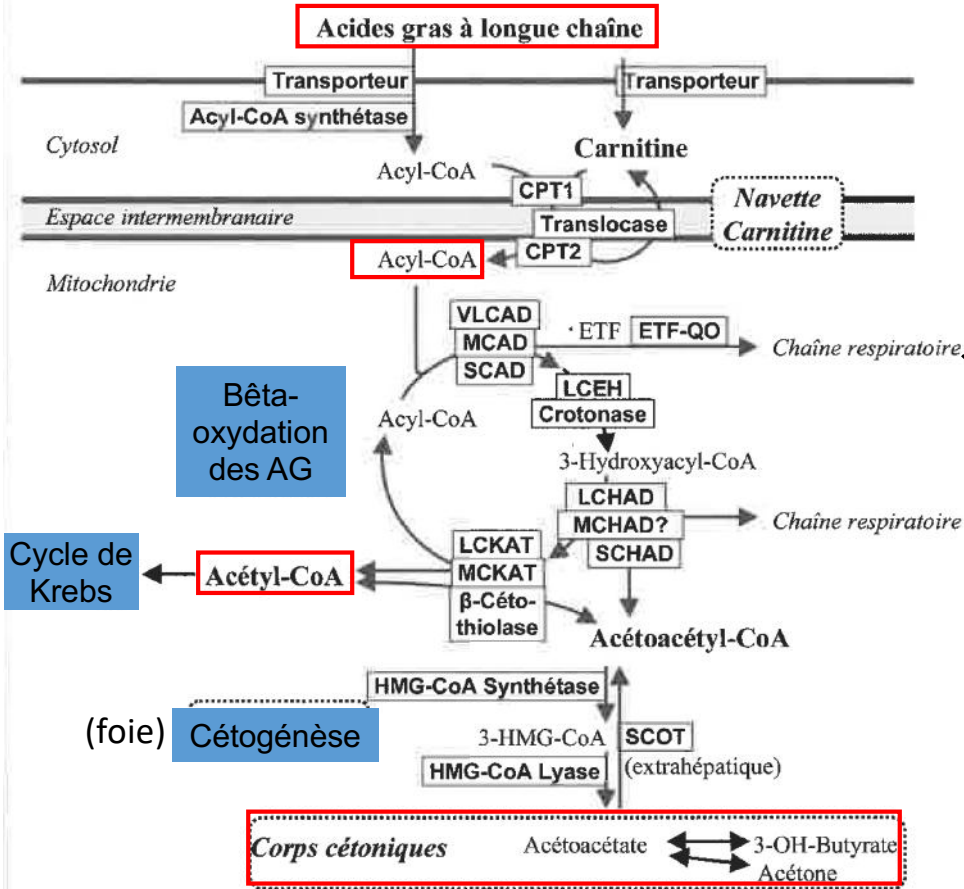 Acides gras à longue chaîne
Transporteur
Transporteur
Acyl-CoA synthétase
Cytosol
Carnitine
Acyl-CoA
CPT1
Navette
Carnitine
Espace intermembranaire
Translocase
Acyl-CoA
CPT2
Mitochondrie
VLCAD
MCAD
SCAD
ETF
ETF-QO
Chaîne respiratoire
Bêta-
oxydation
des AG
LCEH
Crotonase
Acyl-CoA
3-Hydroxyacyl-CoA
LCHAD
MCHAD?
SCHAD
Chaîne respiratoire
LCKAT
MCKAT
β-Céto-
thiolase
Cycle de
Krebs
Acétyl-CoA
Acétoacétyl-CoA
HMG-CoA Synthétase
(foie)
Cétogénèse
3-HMG-CoA
SCOT
(extrahépatique)
HMG-CoA Lyase
Corps cétoniques
Acétoacétate
3-OH-Butyrate
Acétone